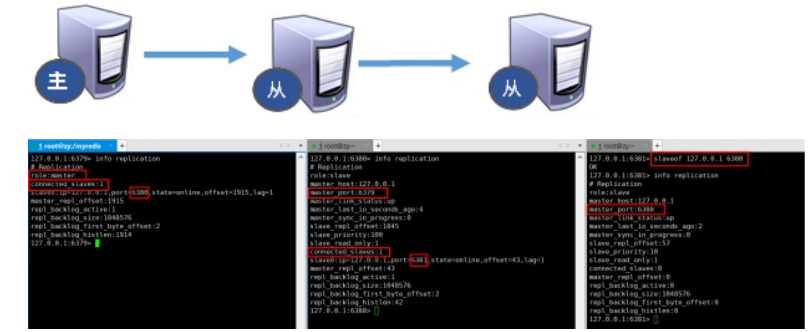 主
从
从
1 root@zy:/myredis
127.0.0.1:6379> info replication
# Replication
role:master
connected_slaves:1
slave0:ip=127.0.0.1,port=6380,state=online,offset=1915,lag=1
master_repl_offset:1915
repl_backlog_active:1
repl_backlog_size:1048576
repl_backlog_first_byte_offset:2
repl_backlog_histlen:1914
127.0.0.1:6379>
1 root@zy:~
127.0.0.1:6380> info replication
# Replication
role:slave
master_host:127.0.0.1
master_port:6379
master_link_status:up
master_last_io_seconds_ago:4
master_sync_in_progress:0
slave_repl_offset:1845
slave_priority:100
slave_read_only:1
connected_slaves:1
slave0:ip=127.0.0.1,port=6381,state=online,offset=43,lag=1
master_repl_offset:43
repl_backlog_active:1
repl_backlog_size:1048576
repl_backlog_first_byte_offset:2
repl_backlog_histlen:42
127.0.0.1:6380>
1 root@zy:~
127.0.0.1:6381> slaveof 127.0.0.1 6380
OK
127.0.0.1:6381> info replication
# Replication
role:slave
master_host:127.0.0.1
master_port:6380
master_link_status:up
master_last_io_seconds_ago:2
master_sync_in_progress:0
slave_repl_offset:57
slave_priority:10
slave_read_only:1
connected_slaves:0
master_repl_offset:0
repl_backlog_active:0
repl_backlog_size:1048576
repl_backlog_first_byte_offset:0
repl_backlog_histlen:0
127.0.0.1:6381>